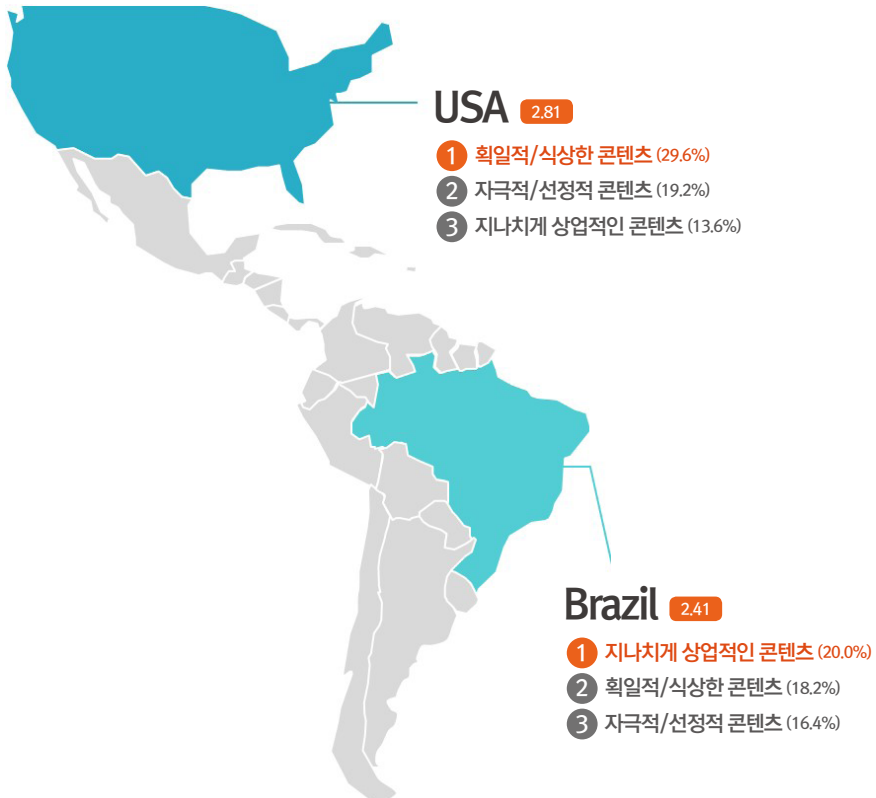 USA 2.81
1 획일적/식상한 콘텐츠 (29.6%)
2 자극적/선정적 콘텐츠 (19.2%)
3 지나치게 상업적인 콘텐츠 (13.6%)
Brazil 2.41
1 지나치게 상업적인 콘텐츠 (20.0%)
2 획일적/식상한 콘텐츠 (18.2%)
3 자극적/선정적 콘텐츠 (16.4%)